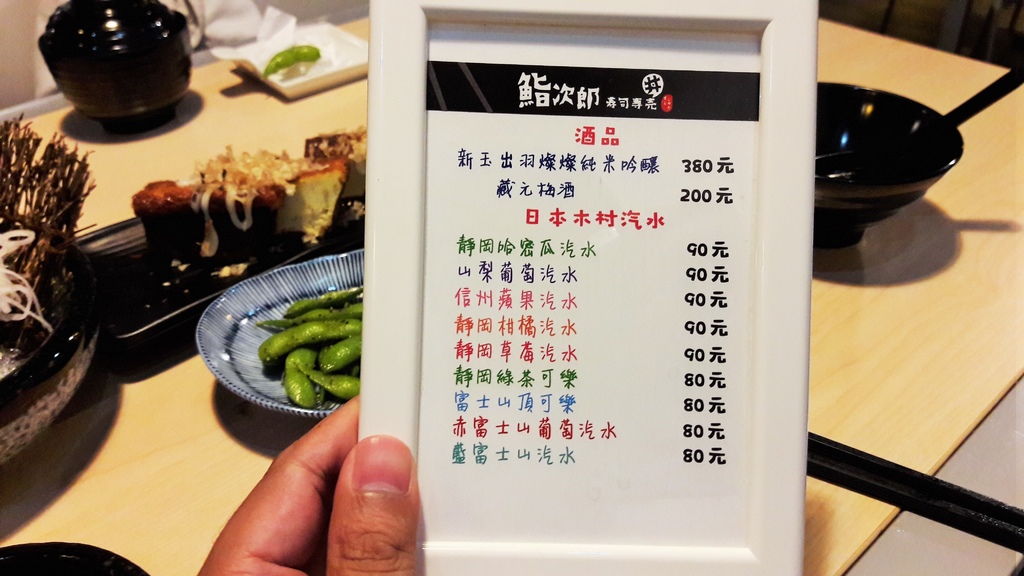 鮨次郎 丼 寿司專売
酒品
新玉出羽燦燦純米吟釀 380元
藏元梅酒 200元
日本木村汽水
靜岡哈密瓜汽水 90元
山梨葡萄汽水 90元
信州蘋果汽水 90元
靜岡柑橘汽水 90元
靜岡草莓汽水 90元
靜岡綠茶可樂 80元
富士山頂可樂 80元
赤富士山葡萄汽水 80元
藍富士山汽水 80元